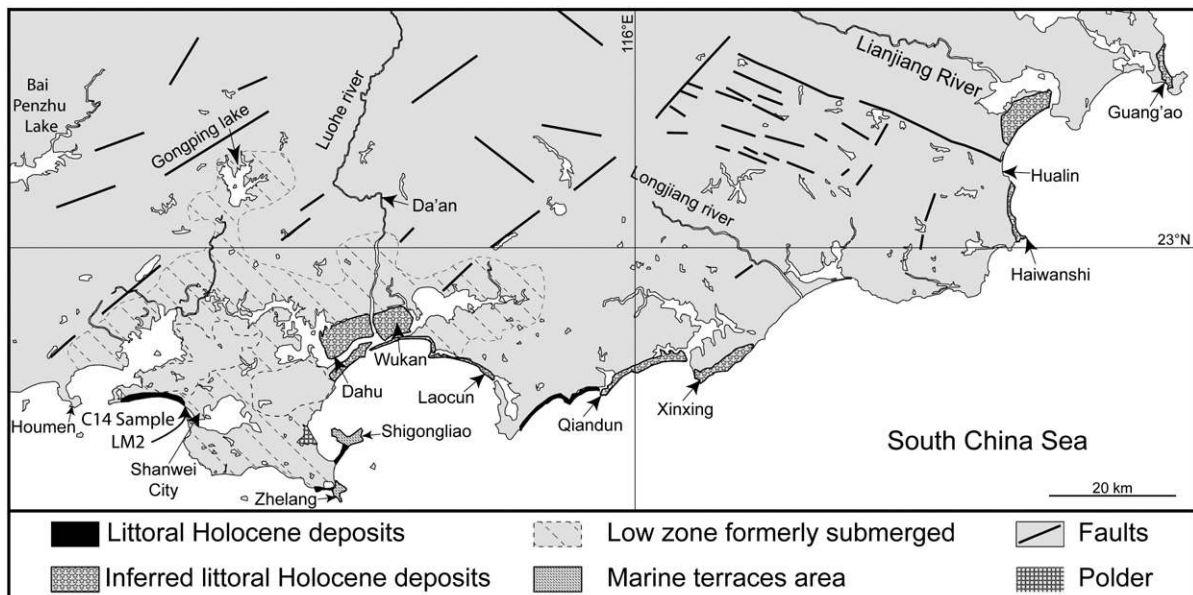 116°E
Lianjiang River
Bai
Penzhu
Lake
Guang'ao
Gongping lake
Luohe river
Hualin
Longjiang river
Da'an
23°N
Haiwanshi
Wukan
Dahu
Laocun
Xinxing
Houmen
C14 Sample
LM2
Shigongliao
Qiandun
South China Sea
Shanwei
City
Zhelang
20 km
Littoral Holocene deposits
Low zone formerly submerged
Faults
Inferred littoral Holocene deposits
Marine terraces area
Polder